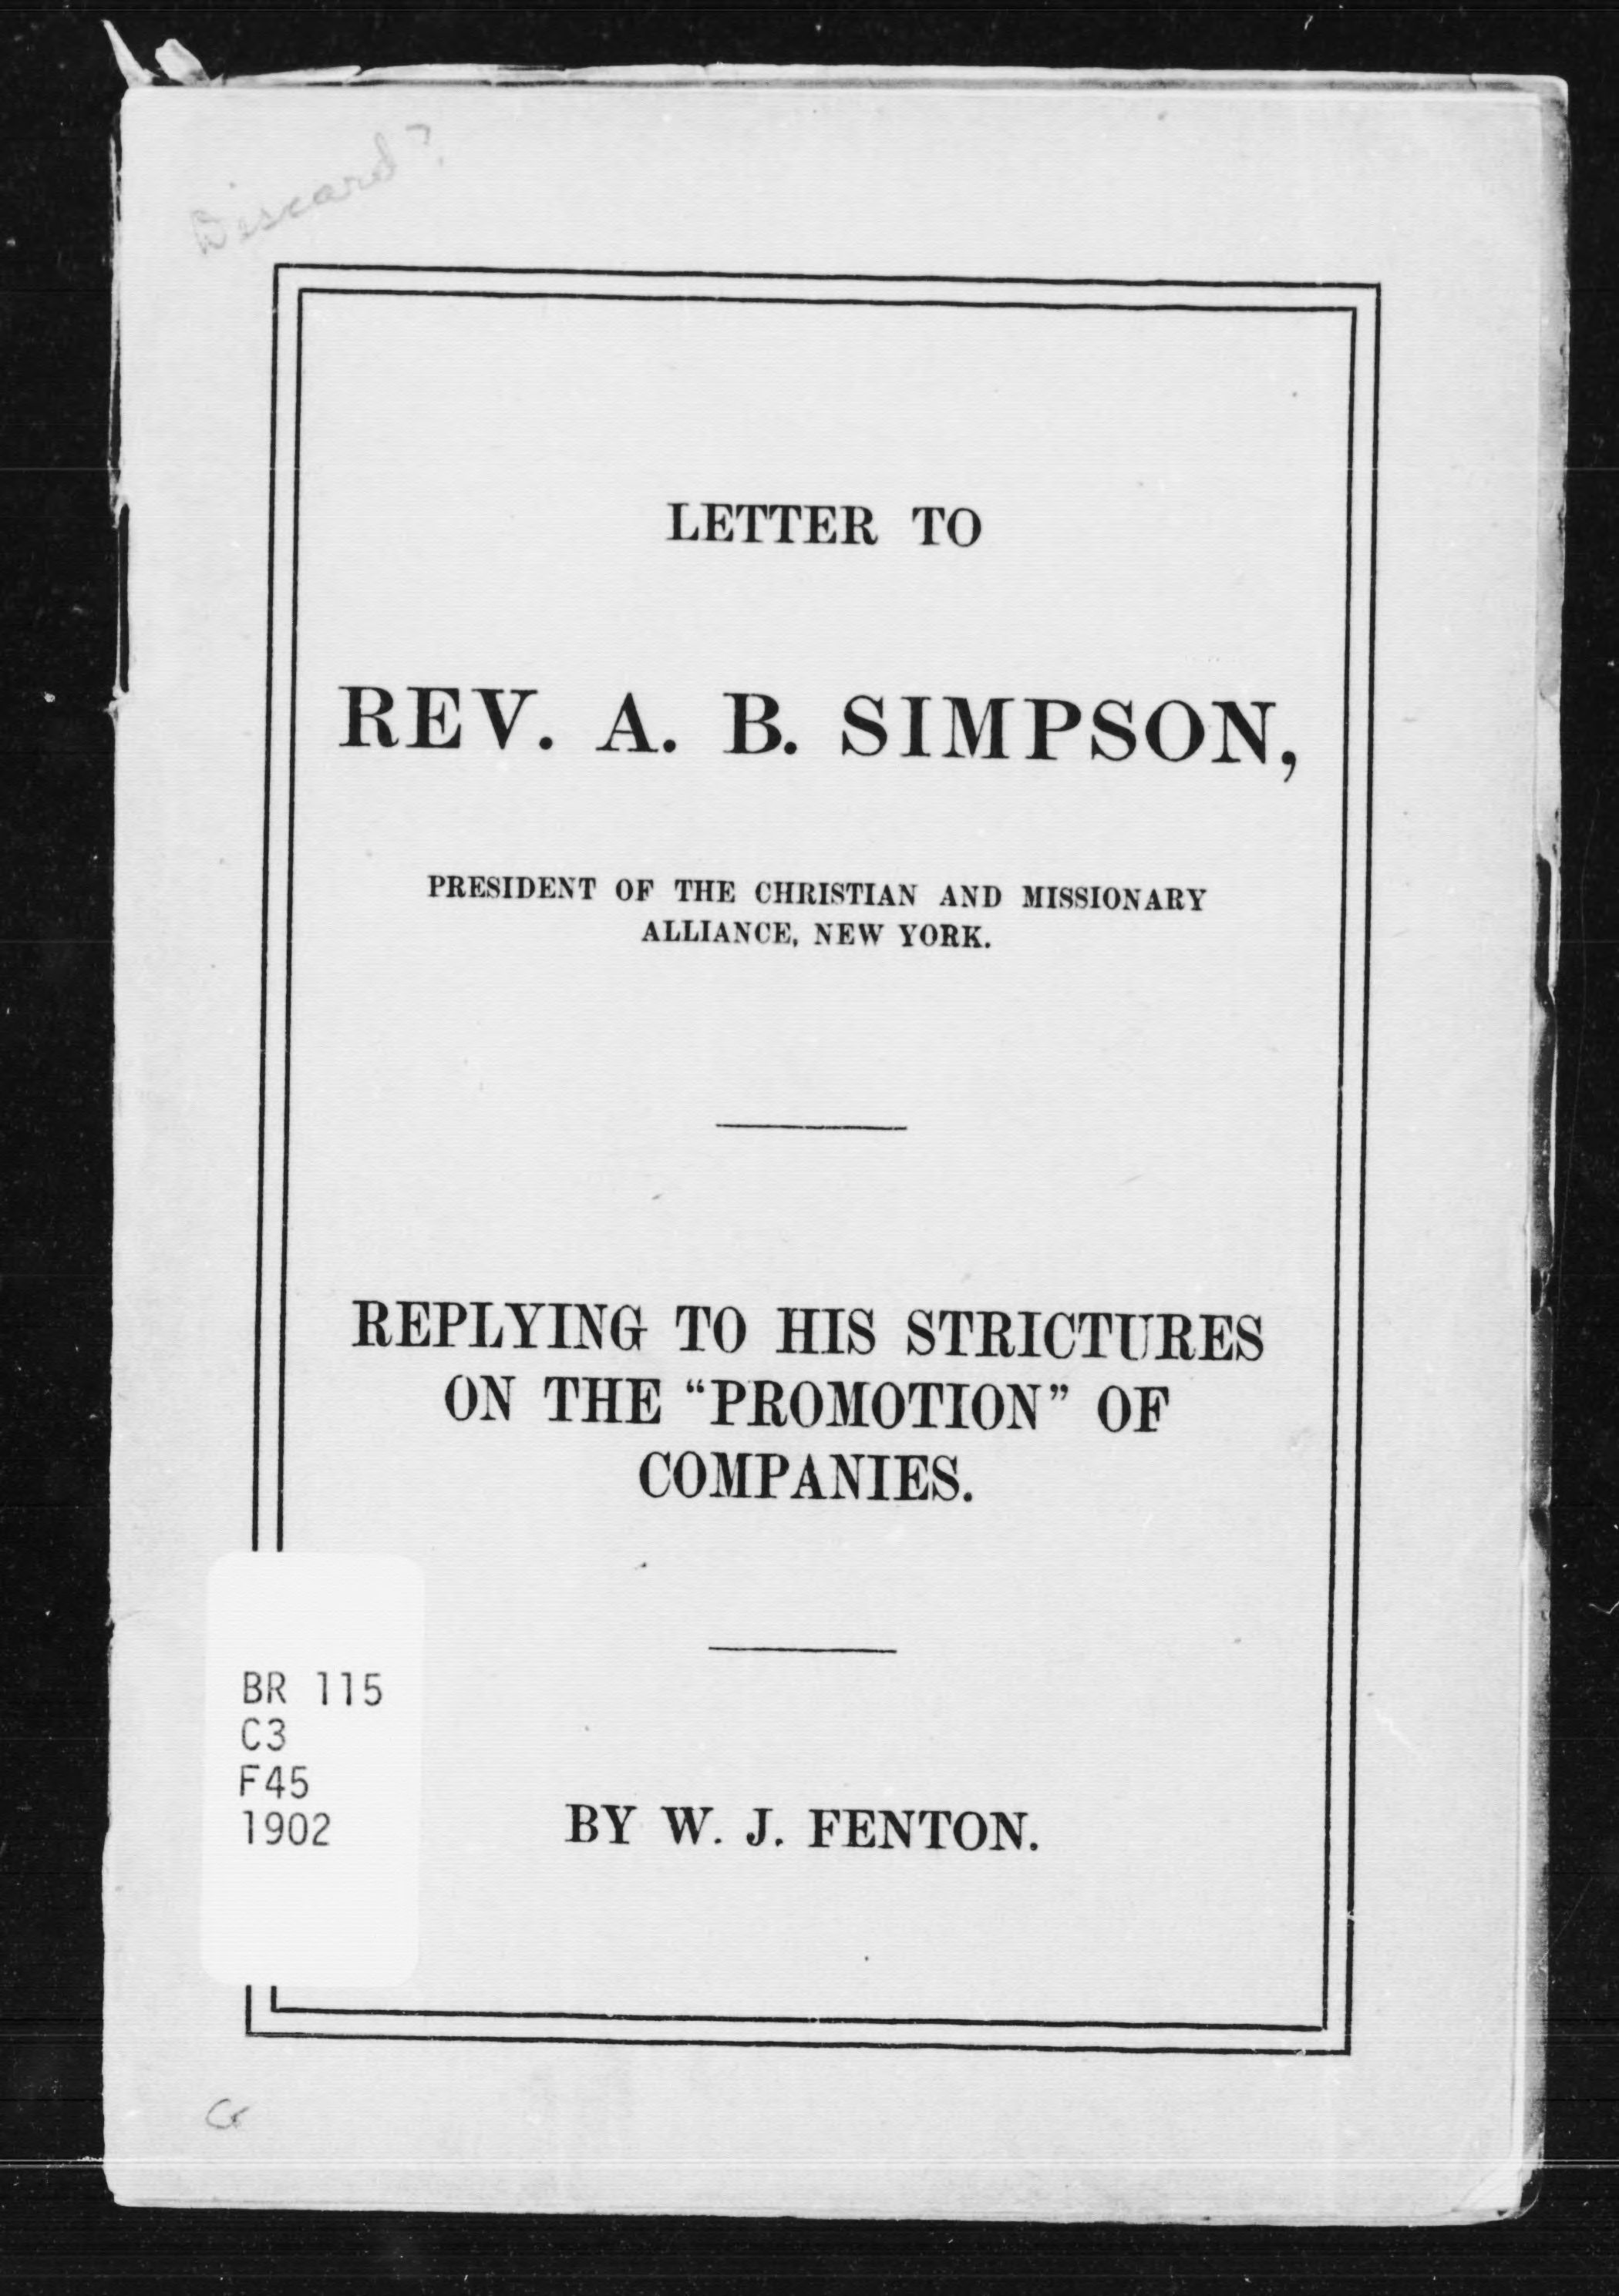 Discard?
LETTER TO
REV. A. B. SIMPSON,
PRESIDENT OF THE CHRISTIAN AND MISSIONARY
ALLIANCE, NEW YORK.
REPLYING TO HIS STRICTURES
ON THE “PROMOTION” OF
COMPANIES.
BR 115
C3
F45
1902
BY W. J. FENTON.